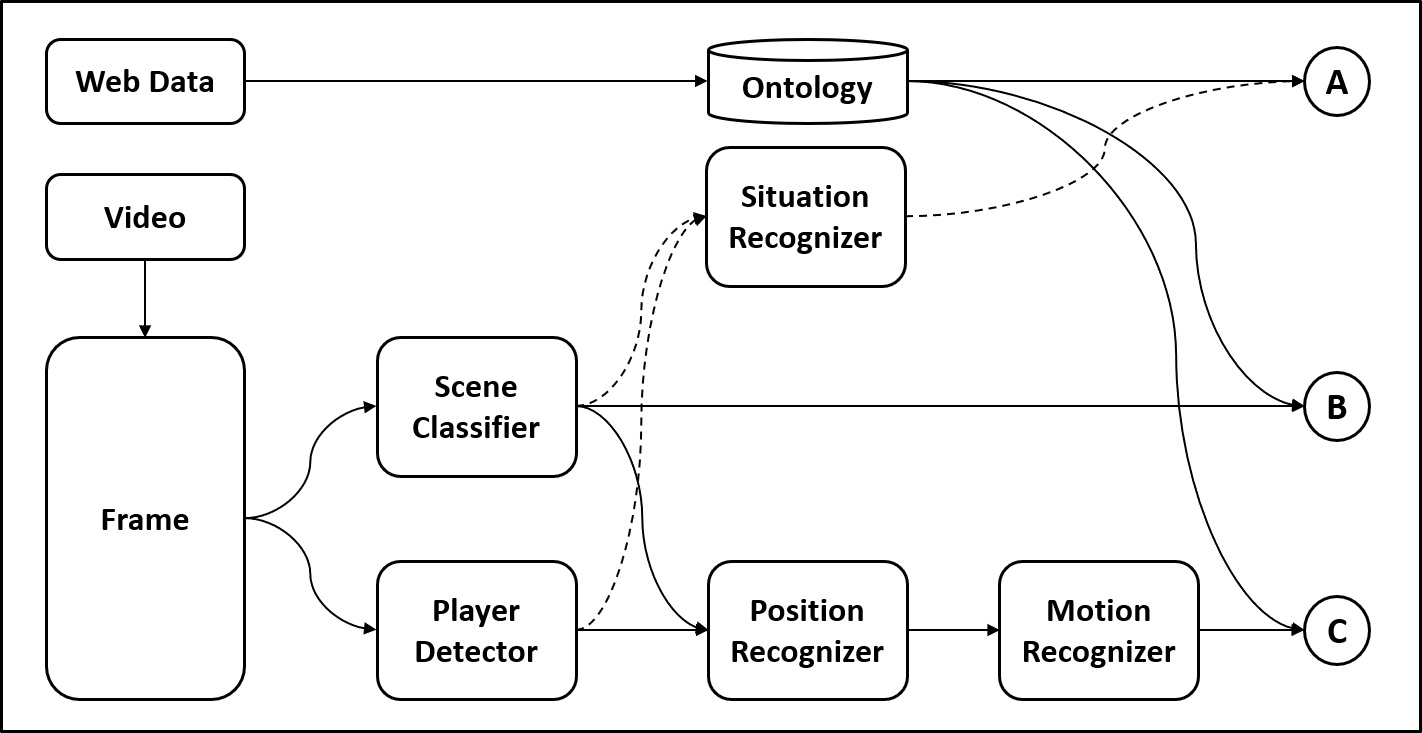 Web Data
Ontology
A
Video
Situation
Recognizer
Scene
Classifier
B
Frame
Player
Detector
Position
Recognizer
Motion
Recognizer
C